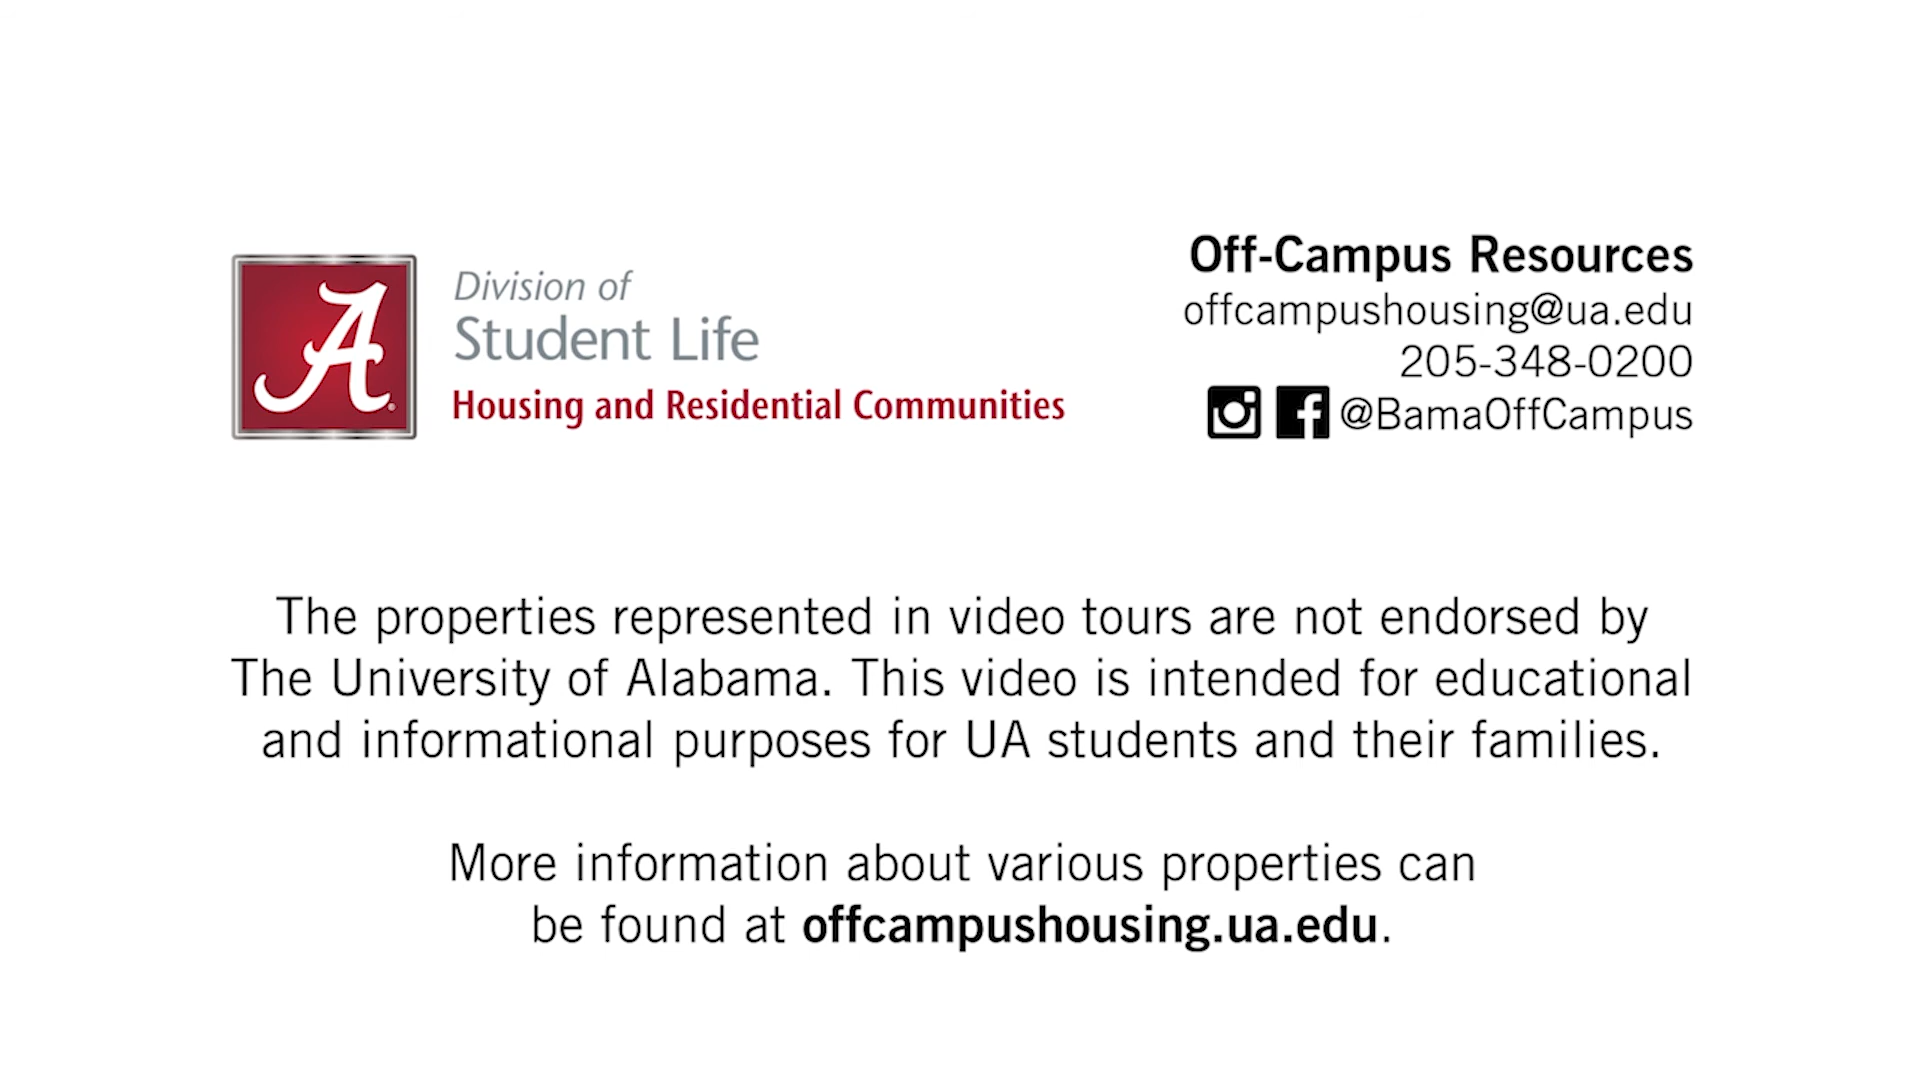 A
Division of
Student Life
Housing and Residential Communities
Off-Campus Resources
offcampushousing@ua.edu
205-348-0200
@BamaOffCampus
The properties represented in video tours are not endorsed by
The University of Alabama. This video is intended for educational
and informational purposes for UA students and their families.
More information about various properties can
be found at offcampushousing.ua.edu.